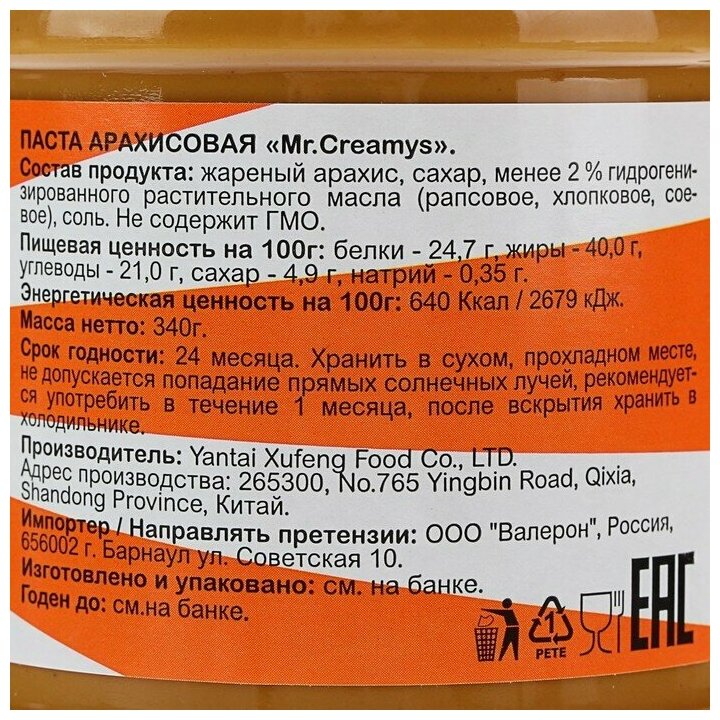 ПАСТА АРАХИСОВАЯ «Mr.Creamys».
Состав продукта: жареный арахис, сахар, менее 2 % гидрогени-
зированного растительного масла (рапсовое, хлопковое, сое-
вое), соль. Не содержит ГМО.
Пищевая ценность на 100г: белки - 24,7 г, жиры - 40,0 г,
углеводы - 21,0 г, сахар - 4,9 г, натрий - 0,35 г.
Энергетическая ценность на 100г: 640 Ккал / 2679 кДж.
Масса нетто: 340г.
Срок годности: 24 месяца. Хранить в сухом, прохладном месте,
не допускается попадание прямых солнечных лучей, рекомендует-
ся употребить в течение 1 месяца, после вскрытия хранить в
холодильнике.
Производитель: Yantai Xufeng Food Co., LTD.
Адрес производства: 265300, No.765 Yingbin Road, Qixia,
Shandong Province, Китай.
Импортер / Направлять претензии: ООО "Валерон", Россия,
656002 г. Барнаул ул. Советская 10.
Изготовлено и упаковано: см. на банке.
Годен до: см.на банке.
1
PETE
EAC